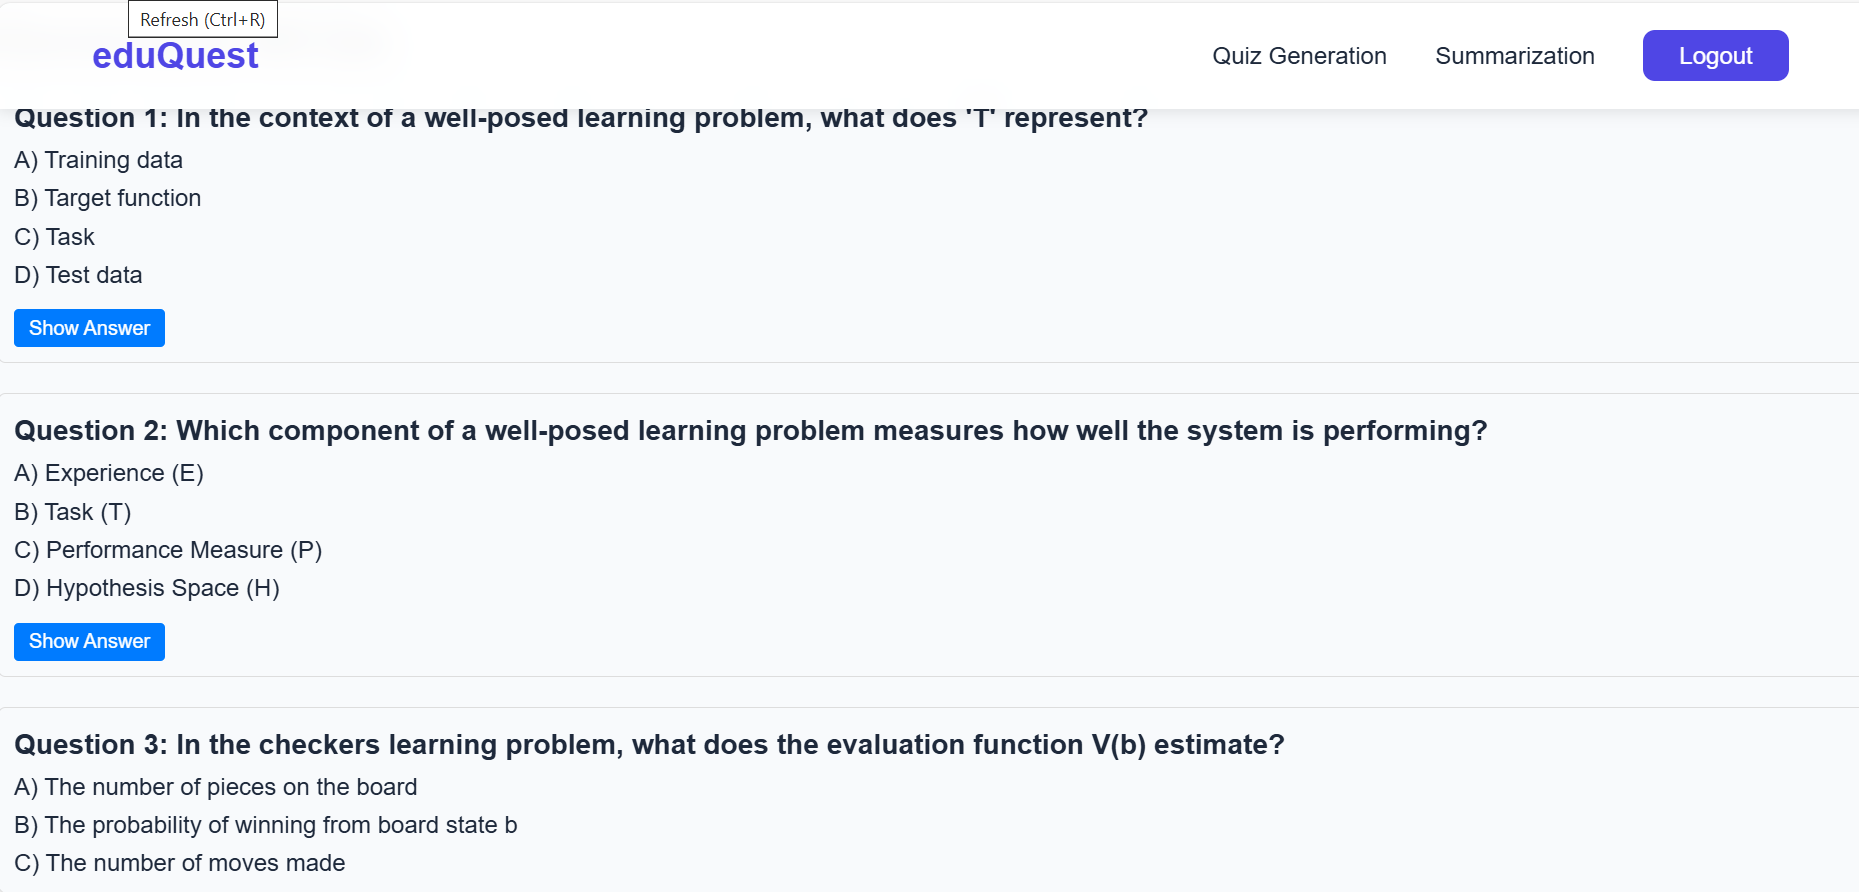 Refresh (Ctrl+R)
eduQuest
Quiz Generation
Summarization
Logout
Question 1: In the context of a well-posed learning problem, what does 'T' represent?
A) Training data
B) Target function
C) Task
D) Test data
Show Answer
Question 2: Which component of a well-posed learning problem measures how well the system is performing?
A) Experience (E)
B) Task (T)
C) Performance Measure (P)
D) Hypothesis Space (H)
Show Answer
Question 3: In the checkers learning problem, what does the evaluation function V(b) estimate?
A) The number of pieces on the board
B) The probability of winning from board state b
C) The number of moves made